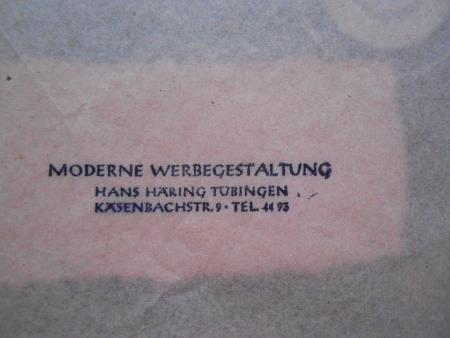 MODERNE WERBEGESTALTUNG
HANS HÄRING TÜBINGEN
KÄSENBACHSTR. 9 · TEL. 44 93